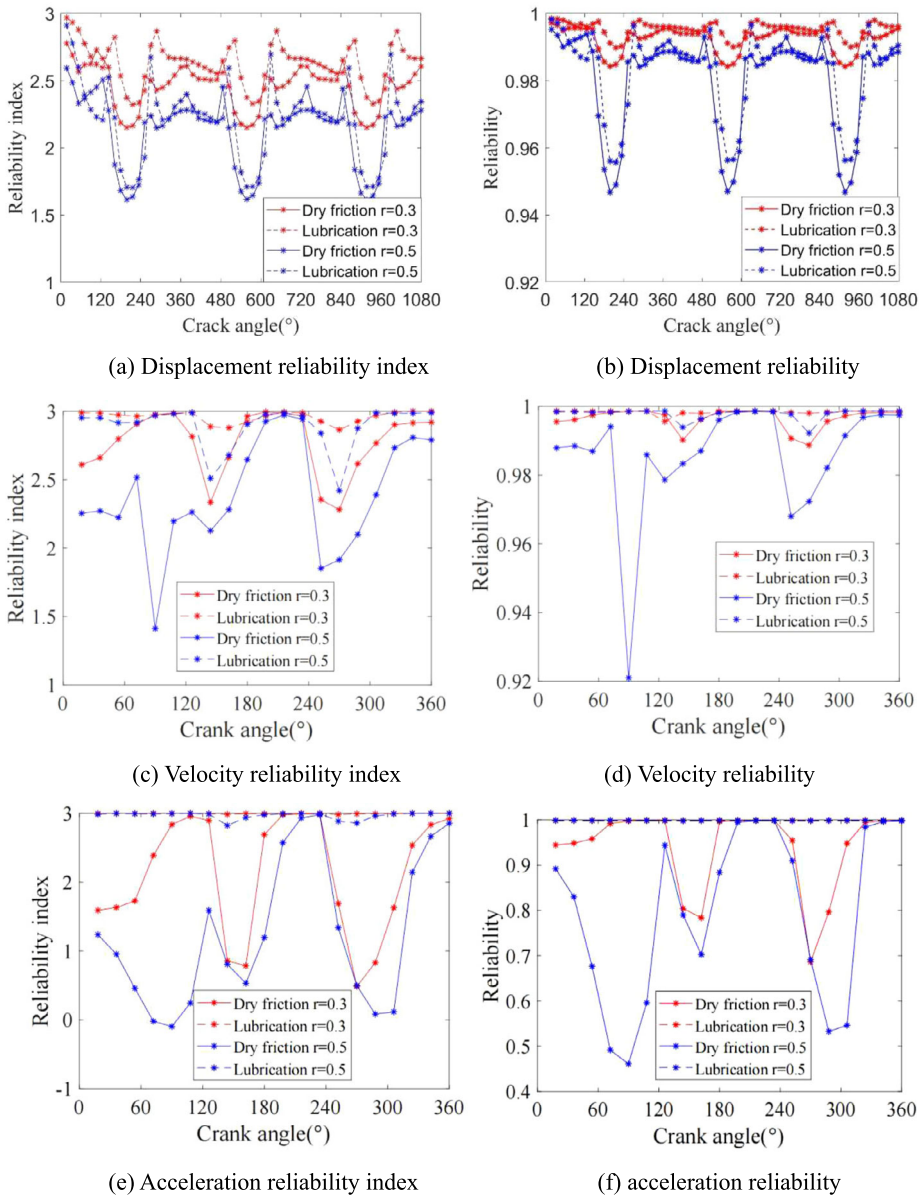 3
2.5
2
1.5
1
Reliability index
0 120 240 360 480 600 720 840 960 1080
Crack angle(°)
Dry friction r=0.3
Lubrication r=0.3
Dry friction r=0.5
Lubrication r=0.5
(a) Displacement reliability index
1
0.98
0.96
0.94
0.92
Reliability
0 120 240 360 480 600 720 840 960 1080
Crack angle(°)
Dry friction r=0.3
Lubrication r=0.3
Dry friction r=0.5
Lubrication r=0.5
(b) Displacement reliability
3
2.5
2
1.5
1
Reliability index
0 60 120 180 240 300 360
Crank angle(°)
Dry friction r=0.3
Lubrication r=0.3
Dry friction r=0.5
Lubrication r=0.5
(c) Velocity reliability index
1
0.98
0.96
0.94
0.92
Reliability
0 60 120 180 240 300 360
Crank angle(°)
Dry friction r=0.3
Lubrication r=0.3
Dry friction r=0.5
Lubrication r=0.5
(d) Velocity reliability
3
2
1
0
-1
Reliability index
0 60 120 180 240 300 360
Crank angle(°)
Dry friction r=0.3
Lubrication r=0.3
Dry friction r=0.5
Lubrication r=0.5
(e) Acceleration reliability index
1
0.9
0.8
0.7
0.6
0.5
0.4
Reliability
0 60 120 180 240 300 360
Crank angle(°)
Dry friction r=0.3
Lubrication r=0.3
Dry friction r=0.5
Lubrication r=0.5
(f) acceleration reliability